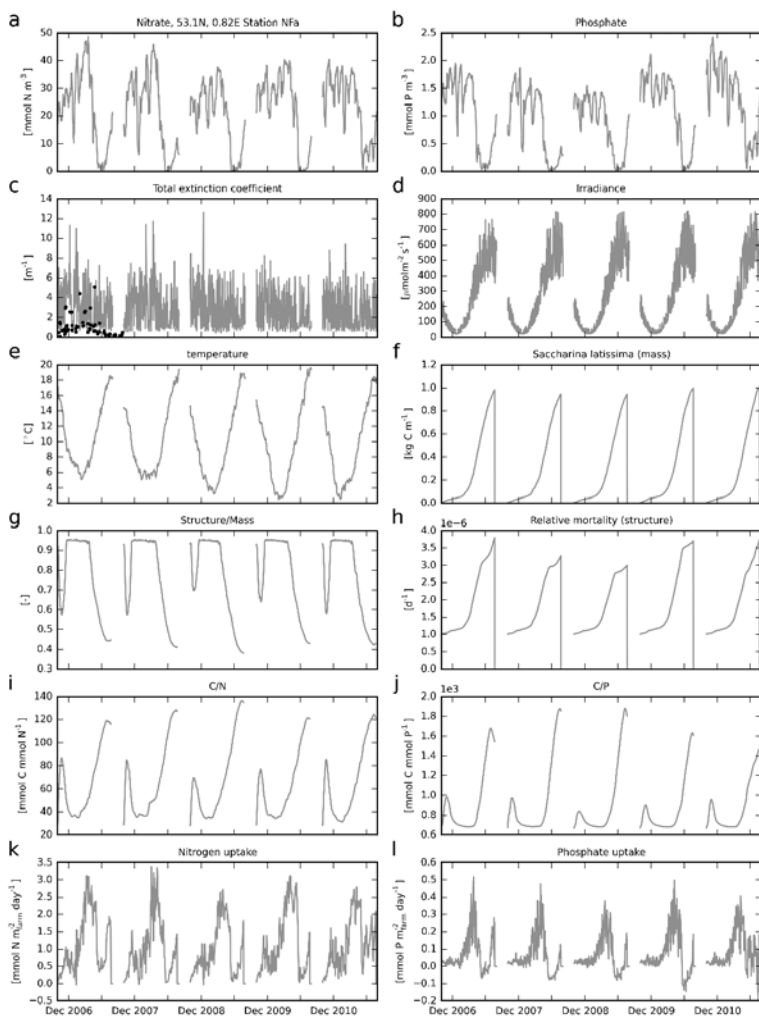 a
Nitrate, 53.1N, 0.82E Station NFa
[mmol N m⁻³]
50
40
30
20
10
0
b
Phosphate
[mmol P m⁻³]
2.5
2.0
1.5
1.0
0.5
0.0
c
Total extinction coefficient
[m⁻¹]
14
12
10
8
6
4
2
0
d
Irradiance
[μmolm⁻² s⁻¹]
900
800
700
600
500
400
300
200
100
0
e
temperature
[°C]
20
18
16
14
12
10
8
6
4
2
f
Saccharina latissima (mass)
[kg C m⁻¹]
1.2
1.0
0.8
0.6
0.4
0.2
0.0
g
Structure/Mass
[-]
1.0
0.9
0.8
0.7
0.6
0.5
0.4
0.3
h
Relative mortality (structure)
1e−6
[d⁻¹]
4.0
3.5
3.0
2.5
2.0
1.5
1.0
0.5
0.0
i
C/N
[mmol C mmol N⁻¹]
140
120
100
80
60
40
20
j
C/P
1e3
[mmol C mmol P⁻¹]
2.0
1.8
1.6
1.4
1.2
1.0
0.8
0.6
k
Nitrogen uptake
[mmol N m⁻²farm day⁻¹]
3.5
3.0
2.5
2.0
1.5
1.0
0.5
0.0
−0.5
Dec 2006 Dec 2007 Dec 2008 Dec 2009 Dec 2010
l
Phosphate uptake
[mmol P m⁻²farm day⁻¹]
0.6
0.5
0.4
0.3
0.2
0.1
0.0
−0.1
−0.2
Dec 2006 Dec 2007 Dec 2008 Dec 2009 Dec 2010